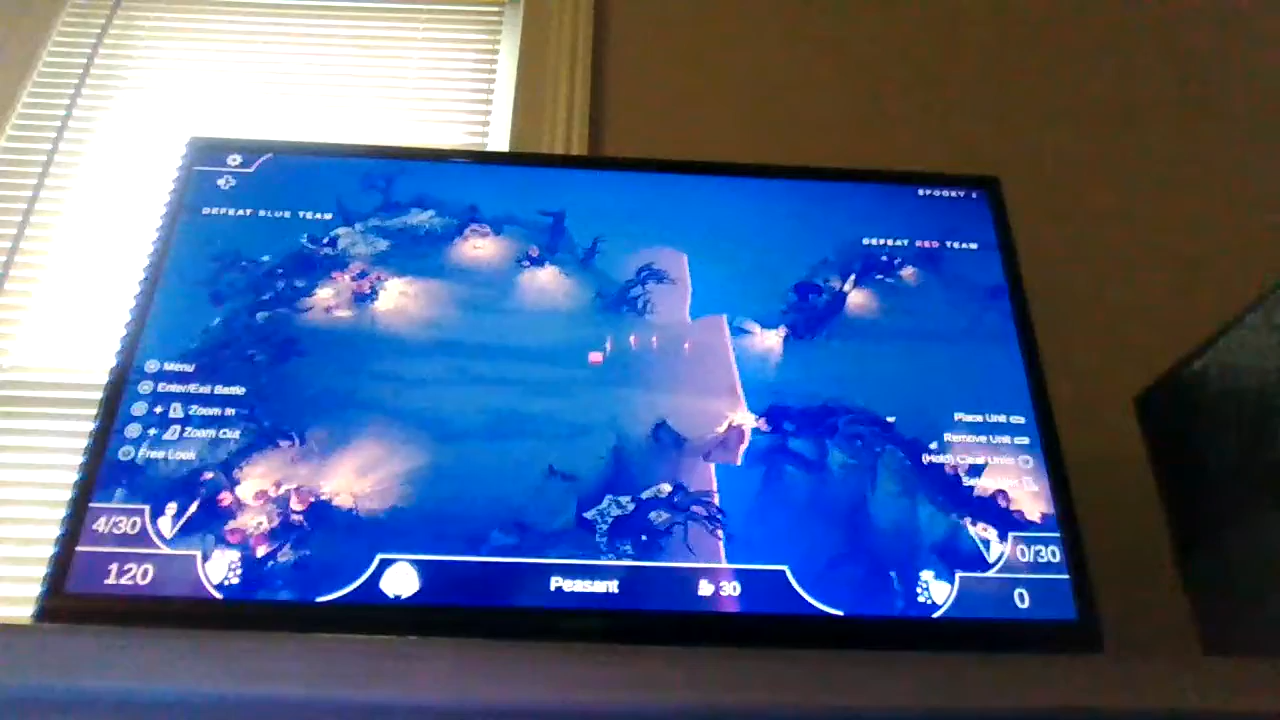 SPOOKY
DEFEAT BLUE TEAM
DEFEAT RED TEAM
Menu
Enter/Exit Battle
+ Zoom In
+ Zoom Out
Free Look
Place Unit
Remove Unit
(Hold) Clear Units
4/30
120
Peasant
30
0/30
0